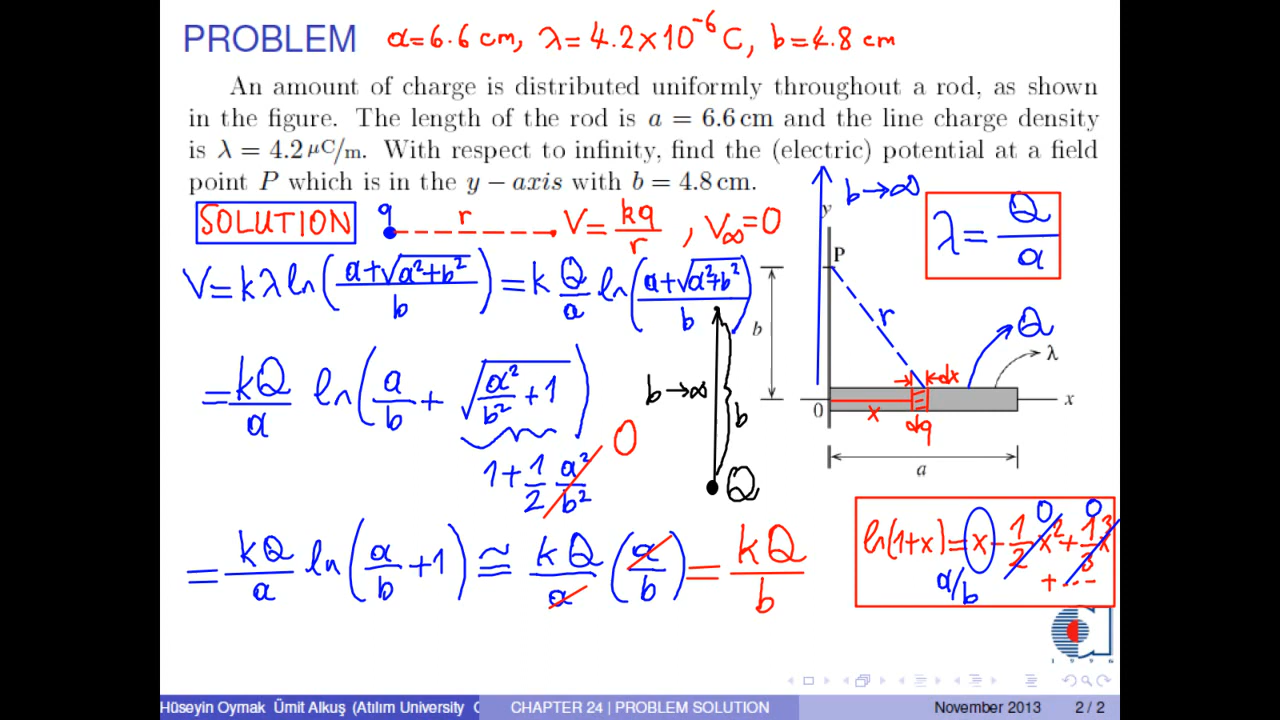 PROBLEM a=6.6 cm, λ=4.2×10⁻⁶ C, b=4.8 cm
An amount of charge is distributed uniformly throughout a rod, as shown
in the figure. The length of the rod is a = 6.6 cm and the line charge density
is λ = 4.2 µC/m. With respect to infinity, find the (electric) potential at a field
point P which is in the y − axis with b = 4.8 cm.
SOLUTION q r V = kq/r , V∞=0
V = kλ ln((a+√(a²+b²))/b) = k Q/a ln((a+√(a²+b²))/b)
= kQ/a ln(a/b + √(a²/b² + 1))
1 + 1/2 a²/b² 0
= kQ/a ln(a/b + 1) ≅ kQ/a (a/b) = kQ/b
b→∞
b
Q
b→∞
y
P
r
b
Q
λ
dx
0
x
dq
x
a
λ = Q/a
ln(1+x) = x − 1/2 x² + 1/3 x³
0 0
a/b + ...
1 9 9 6
Hüseyin Oymak Ümit Alkuş (Atılım University
CHAPTER 24 | PROBLEM SOLUTION
November 2013 2 / 2